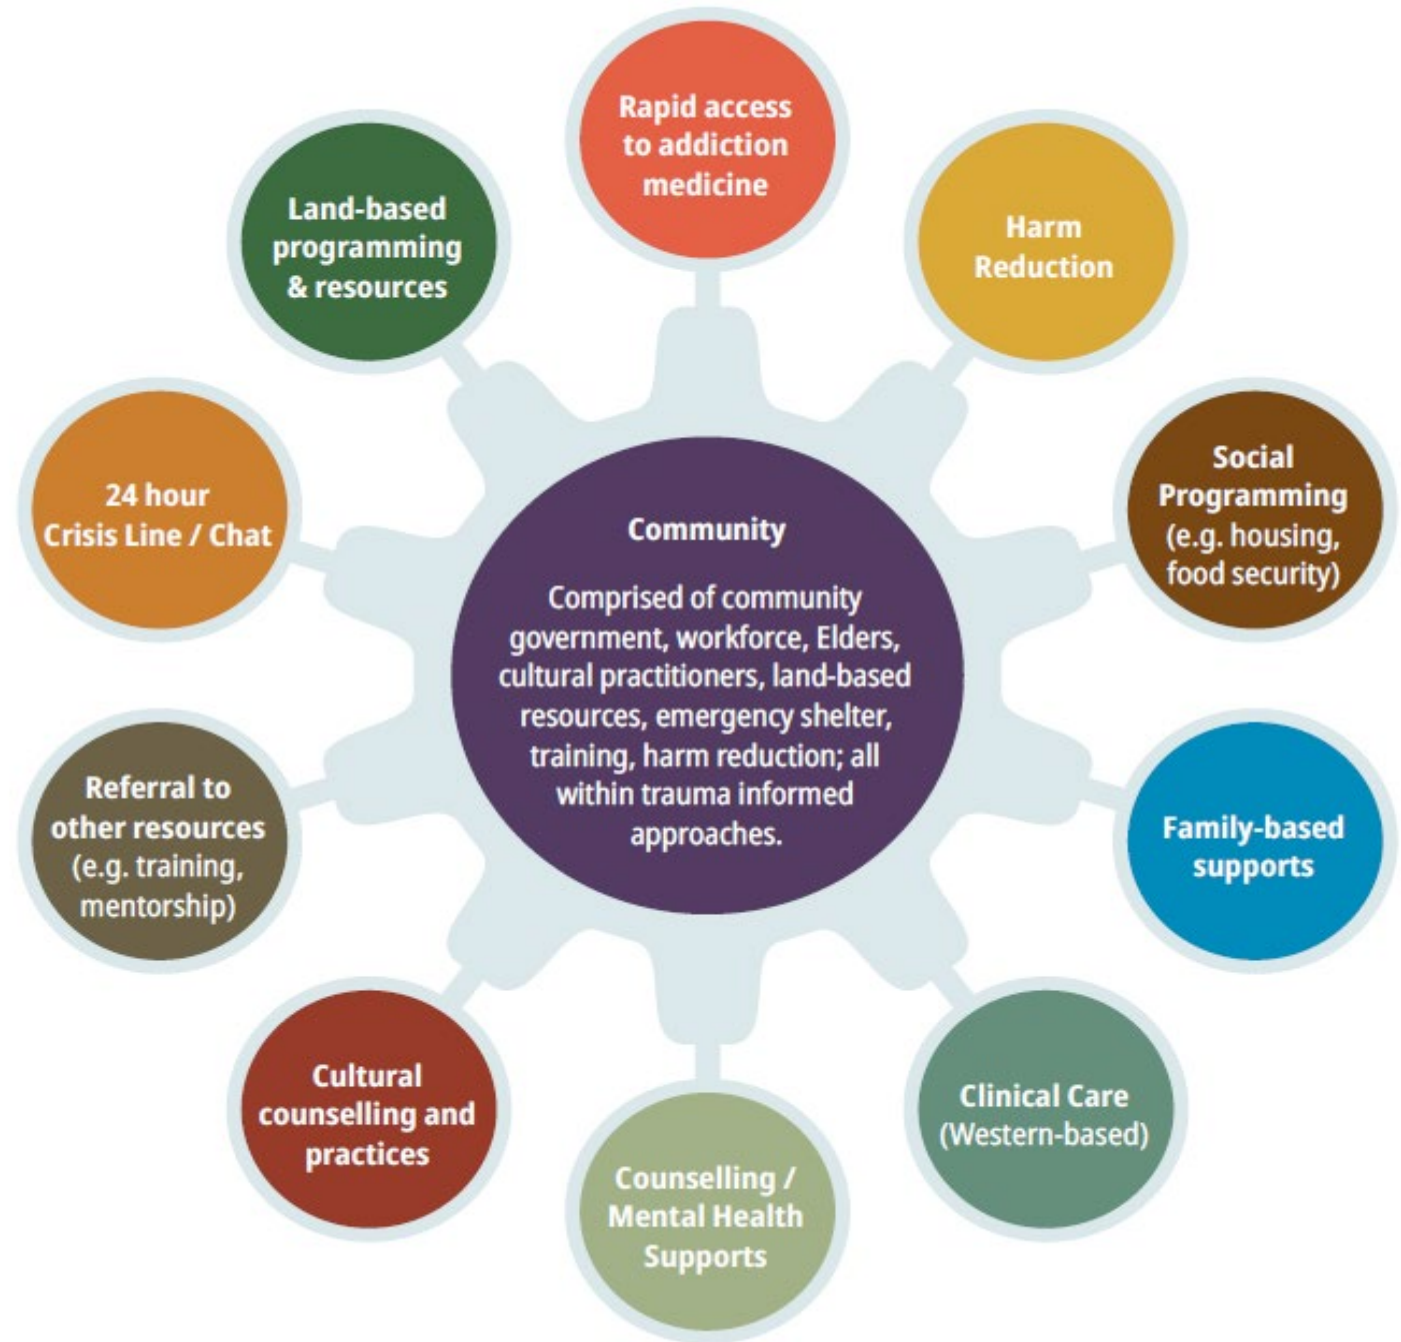 Rapid access
to addiction
medicine
Harm
Reduction
Social
Programming
(e.g. housing,
food security)
Family-based
supports
Clinical Care
(Western-based)
Counselling /
Mental Health
Supports
Cultural
counselling and
practices
Referral to
other resources
(e.g. training,
mentorship)
24 hour
Crisis Line / Chat
Land-based
programming
& resources
Community
Comprised of community
government, workforce, Elders,
cultural practitioners, land-based
resources, emergency shelter,
training, harm reduction; all
within trauma informed
approaches.